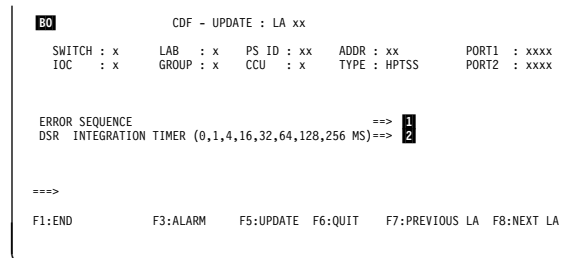 BO CDF - UPDATE : LA xx
SWITCH : x LAB : x PS ID : xx ADDR : xx PORT1 : xxxx
IOC : x GROUP : x CCU : x TYPE : HPTSS PORT2 : xxxx
ERROR SEQUENCE ==> 1
DSR INTEGRATION TIMER (0,1,4,16,32,64,128,256 MS)==> 2
===>
F1:END F3:ALARM F5:UPDATE F6:QUIT F7:PREVIOUS LA F8:NEXT LA